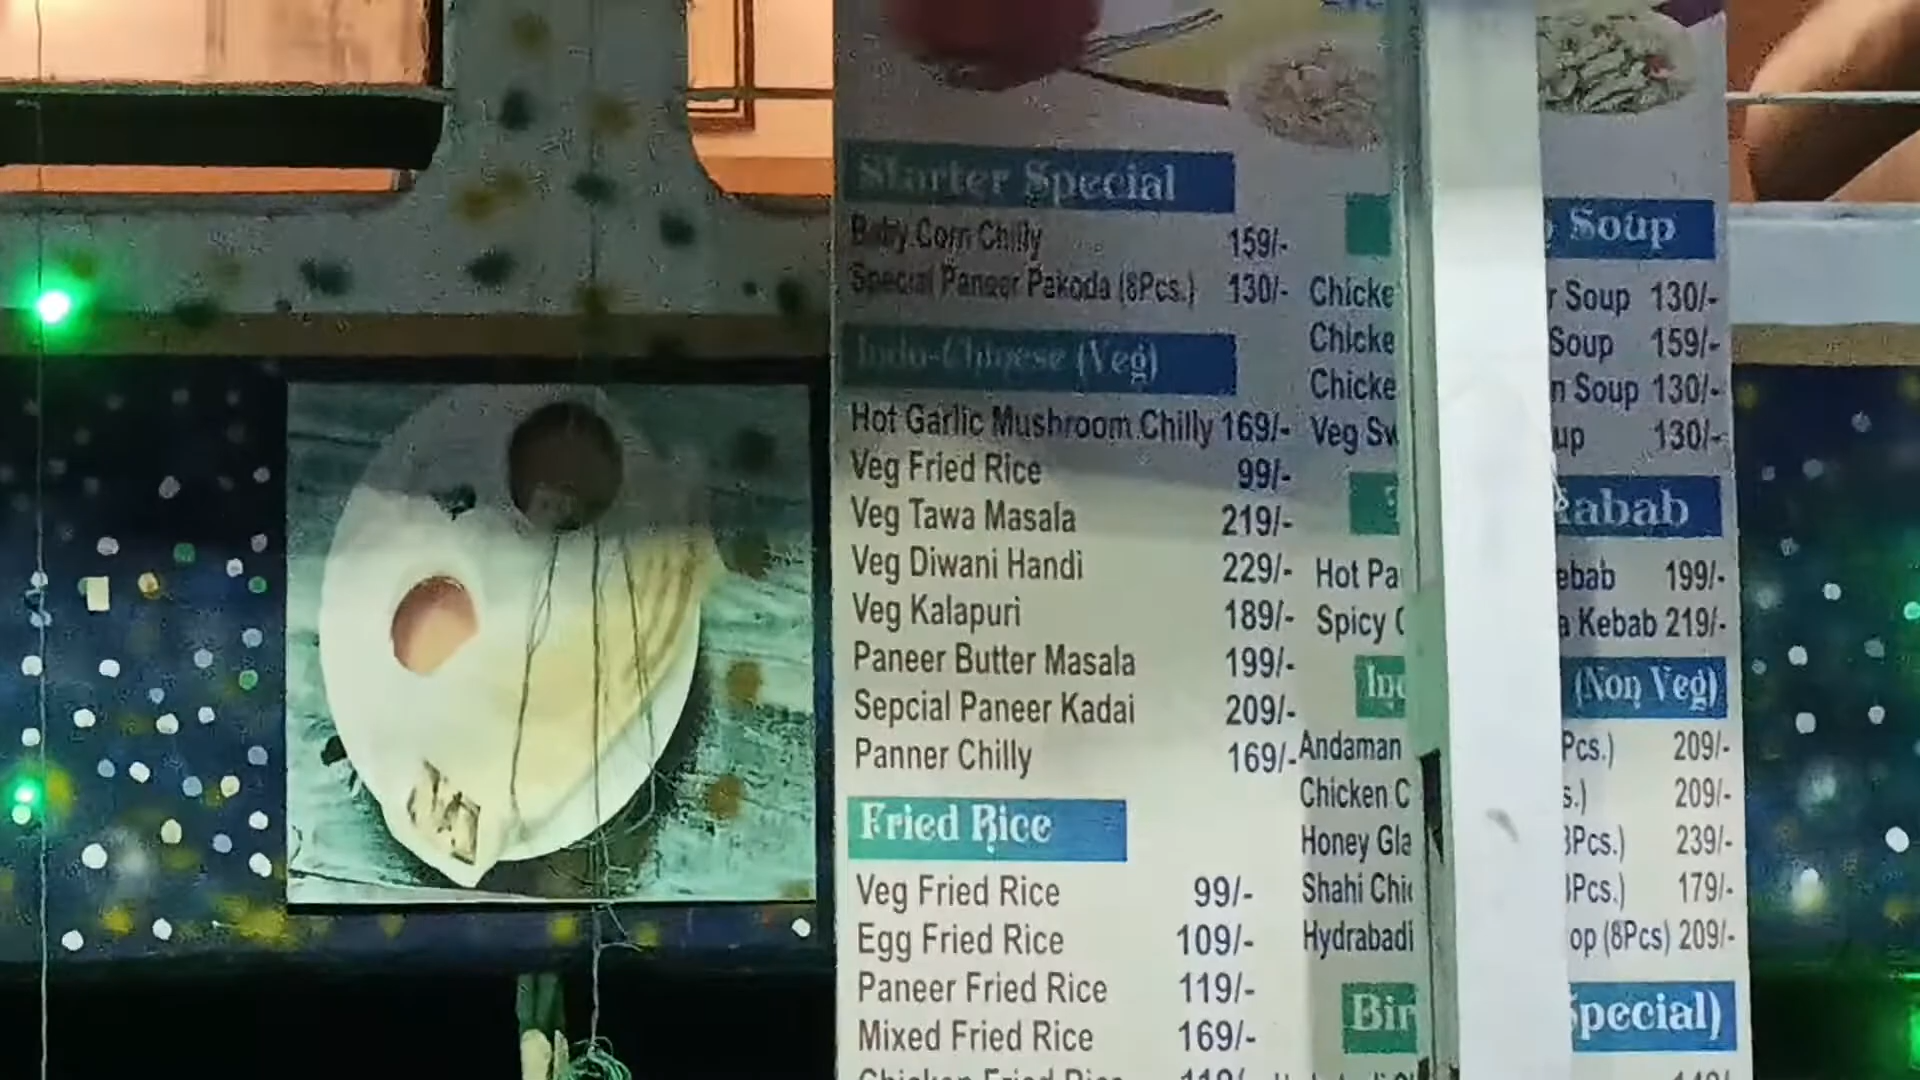 Starter Special
Baby Corn Chilly 159/-
Special Paneer Pakoda (8Pcs.) 130/-
Indo-Chinese (Veg)
Hot Garlic Mushroom Chilly 169/-
Veg Fried Rice 99/-
Veg Tawa Masala 219/-
Veg Diwani Handi 229/-
Veg Kalapuri 189/-
Paneer Butter Masala 199/-
Sepcial Paneer Kadai 209/-
Panner Chilly 169/-
Fried Rice
Veg Fried Rice 99/-
Egg Fried Rice 109/-
Paneer Fried Rice 119/-
Mixed Fried Rice 169/-
Chicken Fried Rice
Soup
Chicke r Soup 130/-
Chicke Soup 159/-
Chicke n Soup 130/-
Veg Sw up 130/-
abab
Hot Pa ebab 199/-
Spicy a Kebab 219/-
(Non Veg)
Andaman Pcs.) 209/-
Chicken C s.) 209/-
Honey Gla Pcs.) 239/-
Shahi Chi Pcs.) 179/-
Hydrabadi op (8Pcs) 209/-
Bir pecial)